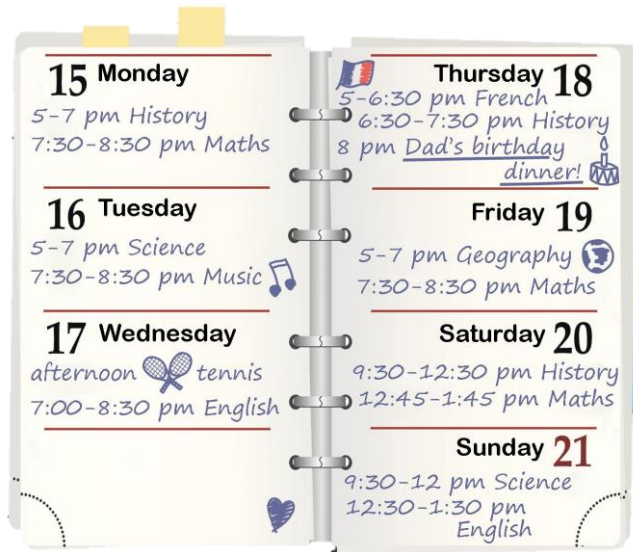 15 Monday
5-7 pm History
7:30-8:30 pm Maths
16 Tuesday
5-7 pm Science
7:30-8:30 pm Music
17 Wednesday
afternoon tennis
7:00-8:30 pm English
Thursday 18
5-6:30 pm French
6:30-7:30 pm History
8 pm Dad's birthday
dinner!
Friday 19
5-7 pm Geography
7:30-8:30 pm Maths
Saturday 20
9:30-12:30 pm History
12:45-1:45 pm Maths
Sunday 21
9:30-12 pm Science
12:30-1:30 pm
English